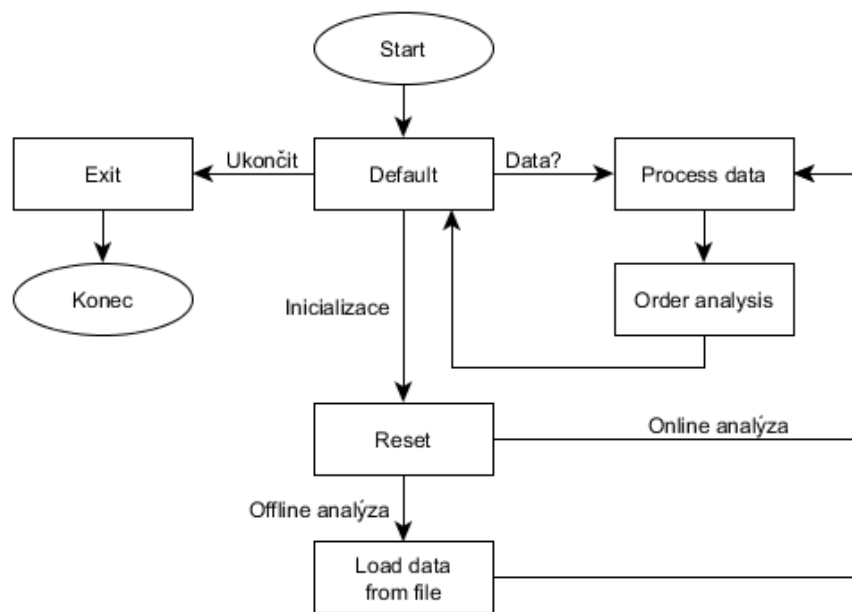 Start
Ukončit
Data?
Exit
Default
Process data
Konec
Inicializace
Order analysis
Reset
Online analýza
Offline analýza
Load data
from file